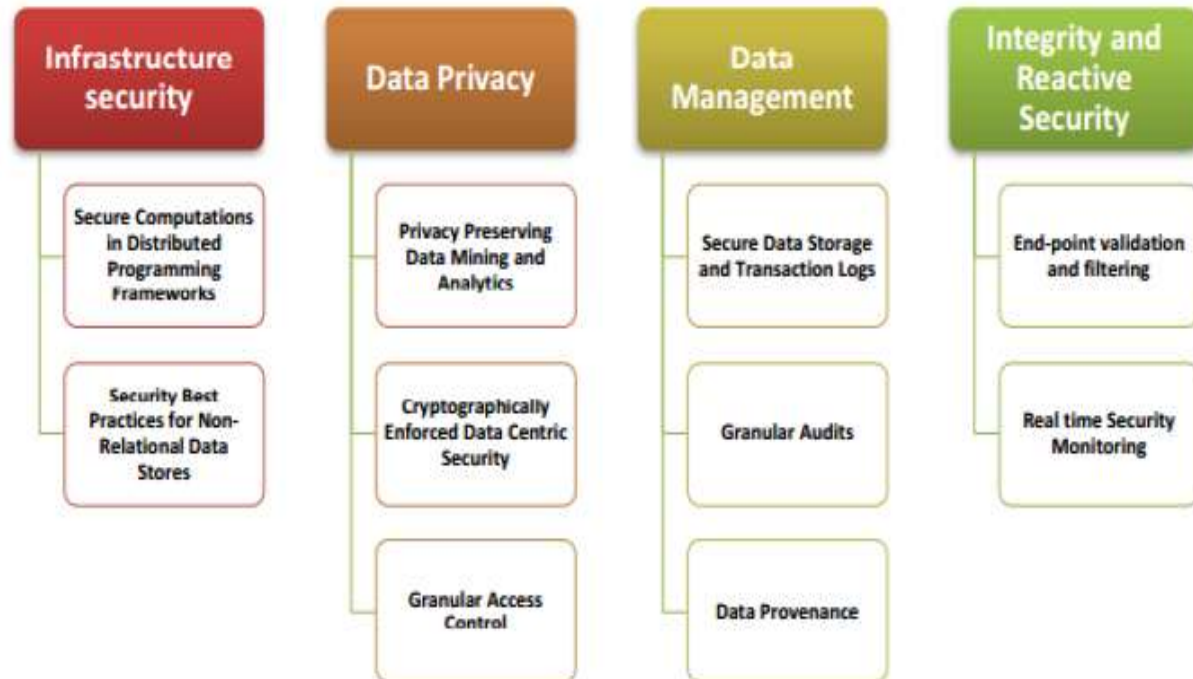 Infrastructure
security
Secure Computations
in Distributed
Programming
Frameworks
Security Best
Practices for Non-
Relational Data
Stores
Data Privacy
Privacy Preserving
Data Mining and
Analytics
Cryptographically
Enforced Data Centric
Security
Granular Access
Control
Data
Management
Secure Data Storage
and Transaction Logs
Granular Audits
Data Provenance
Integrity and
Reactive
Security
End-point validation
and filtering
Real time Security
Monitoring